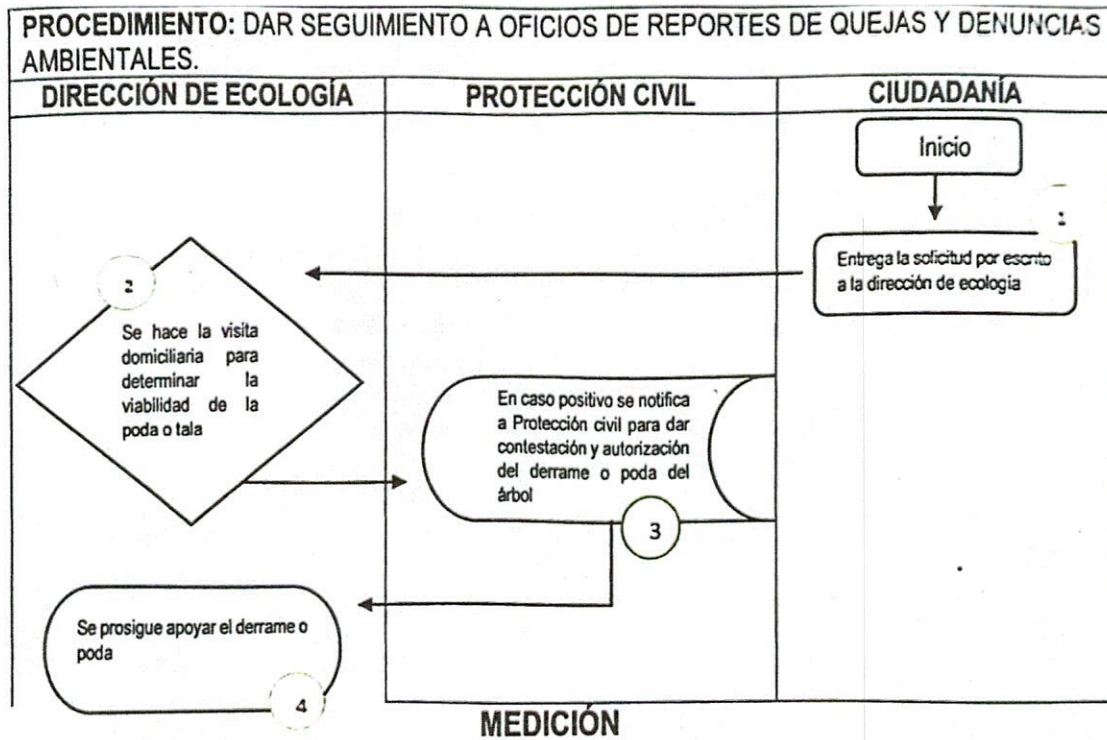 PROCEDIMIENTO: DAR SEGUIMIENTO A OFICIOS DE REPORTES DE QUEJAS Y DENUNCIAS
AMBIENTALES.
DIRECCIÓN DE ECOLOGÍA
PROTECCIÓN CIVIL
CIUDADANÍA
Inicio
1
Entrega la solicitud por escrito
a la dirección de ecología
2
Se hace la visita
domiciliaria para
determinar la
viabilidad de la
poda o tala
En caso positivo se notifica
a Protección civil para dar
contestación y autorización
del derrame o poda del
árbol
3
Se prosigue apoyar el derrame o
poda
4
MEDICIÓN